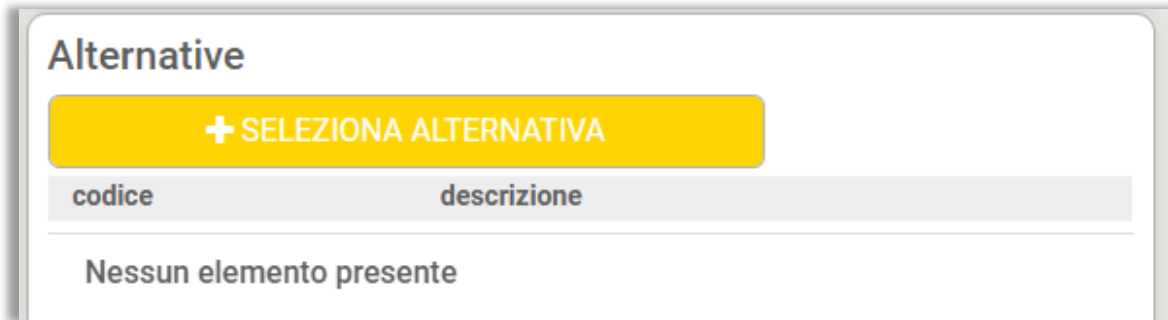 Alternative
SELEZIONA ALTERNATIVA
codice descrizione
Nessun elemento presente